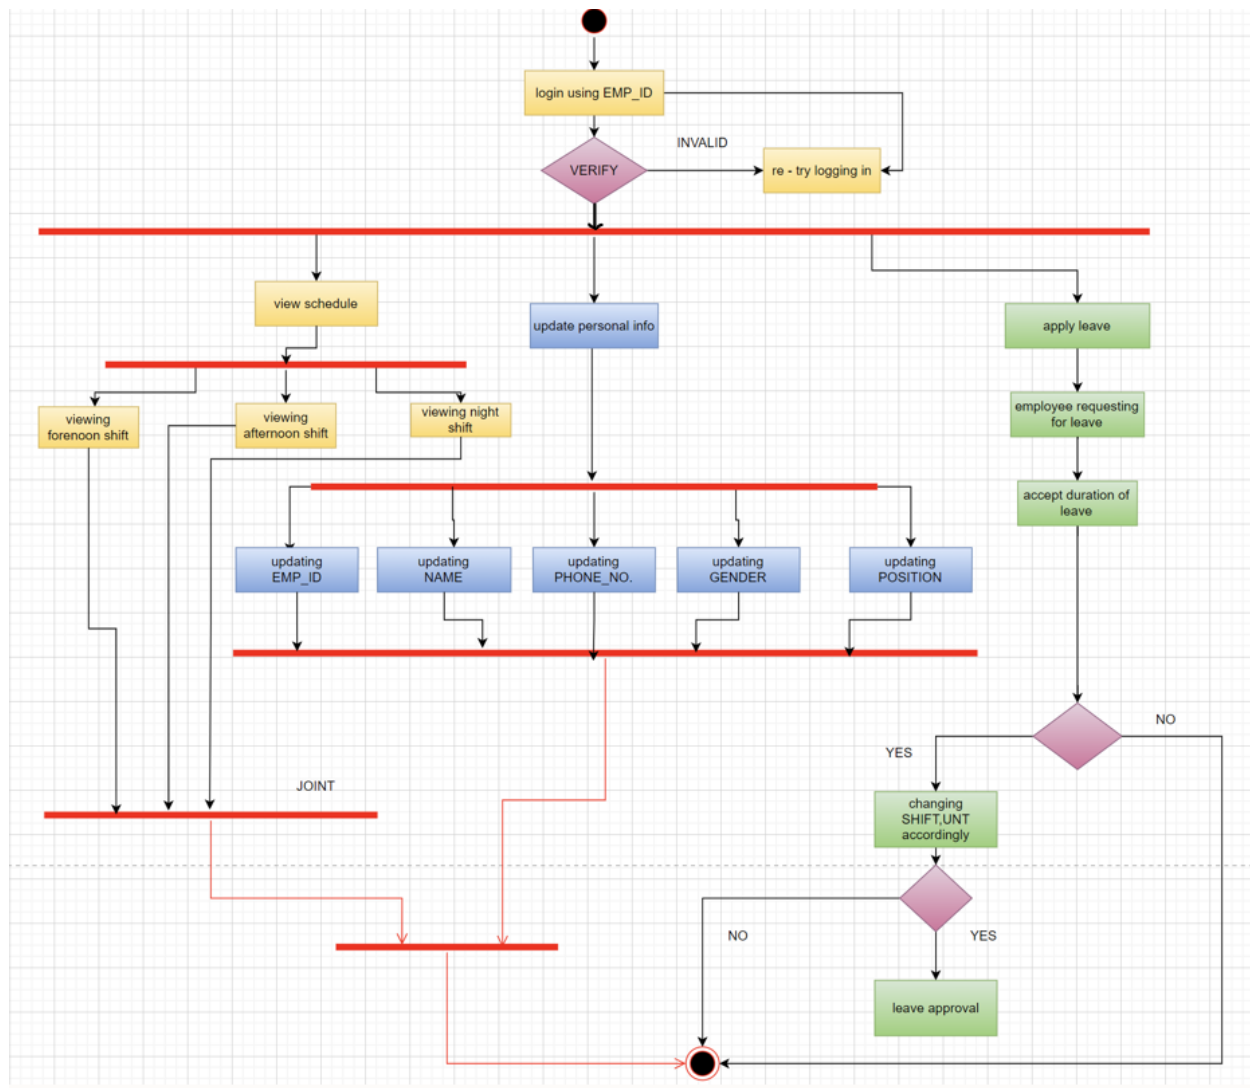 login using EMP_ID
INVALID
VERIFY
re - try logging in
view schedule
update personal info
apply leave
viewing
forenoon shift
viewing
afternoon shift
viewing night
shift
employee requesting
for leave
accept duration of
leave
updating
EMP_ID
updating
NAME
updating
PHONE_NO.
updating
GENDER
updating
POSITION
NO
YES
JOINT
changing
SHIFT,UNT
accordingly
NO
YES
leave approval